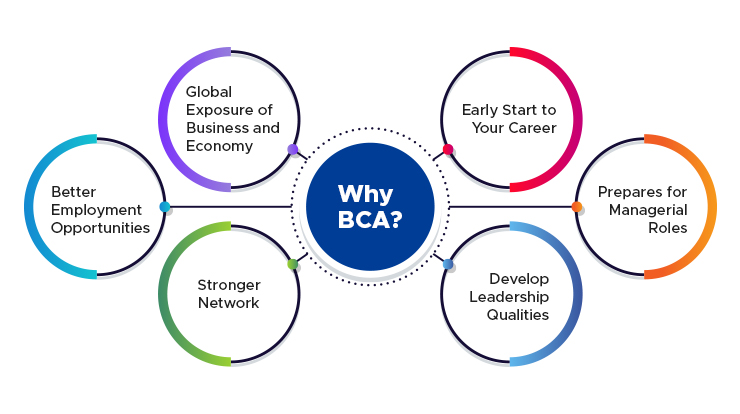 Global
Exposure of
Business and
Economy
Early Start to
Your Career
Better
Employment
Opportunities
Why
BCA?
Prepares for
Managerial
Roles
Stronger
Network
Develop
Leadership
Qualities